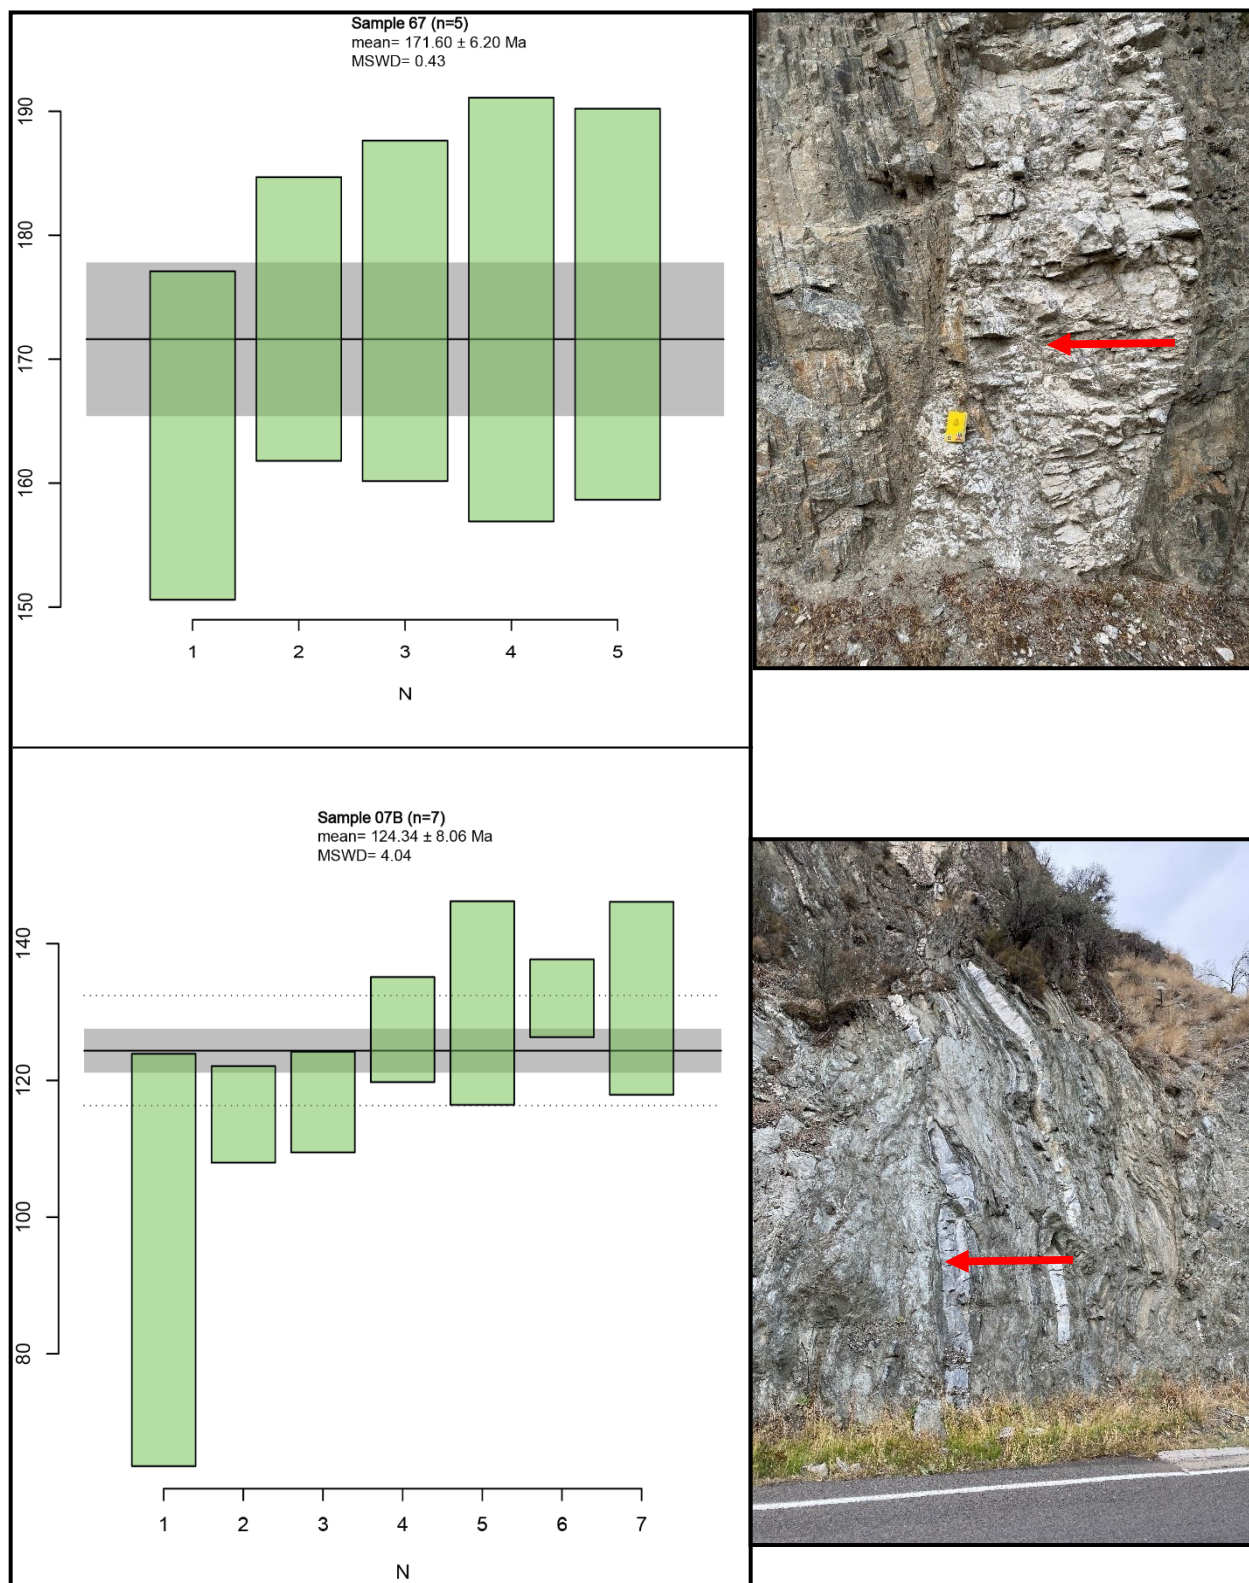 Sample 67 (n=5)
mean= 171.60 ± 6.20 Ma
MSWD= 0.43
190
180
170
160
150
1 2 3 4 5
N
Sample 07B (n=7)
mean= 124.34 ± 8.06 Ma
MSWD= 4.04
140
120
100
80
1 2 3 4 5 6 7
N